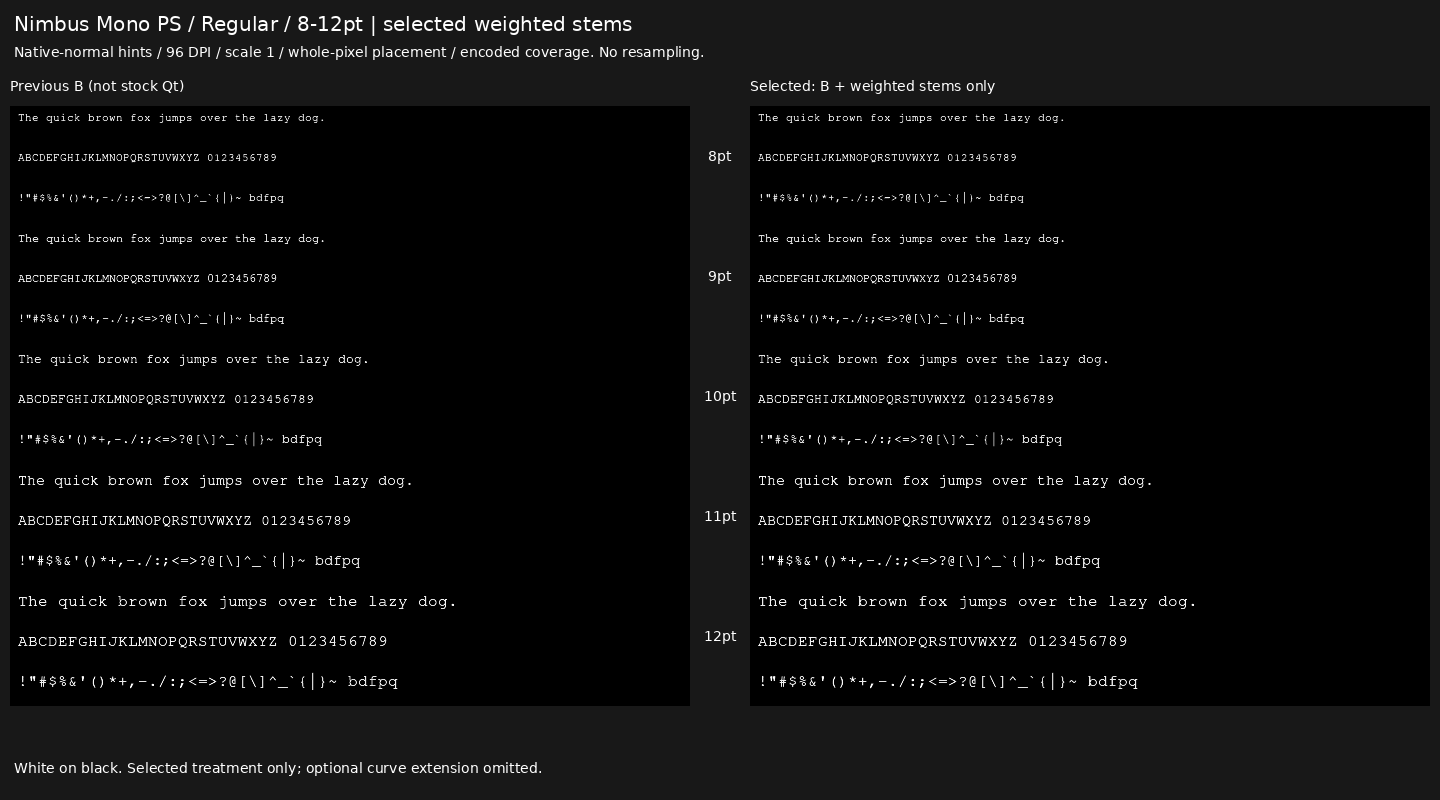 Nimbus Mono PS / Regular / 8-12pt | selected weighted stems
Native-normal hints / 96 DPI / scale 1 / whole-pixel placement / encoded coverage. No resampling.
Previous B (not stock Qt)
The quick brown fox jumps over the lazy dog.
ABCDEFGHIJKLMNOPQRSTUVWXYZ 0123456789
!"#$%&'()*+,-./:;<=>?@[\]^_`{|}~ bdfpq
The quick brown fox jumps over the lazy dog.
ABCDEFGHIJKLMNOPQRSTUVWXYZ 0123456789
!"#$%&'()*+,-./:;<=>?@[\]^_`{|}~ bdfpq
The quick brown fox jumps over the lazy dog.
ABCDEFGHIJKLMNOPQRSTUVWXYZ 0123456789
!"#$%&'()*+,-./:;<=>?@[\]^_`{|}~ bdfpq
The quick brown fox jumps over the lazy dog.
ABCDEFGHIJKLMNOPQRSTUVWXYZ 0123456789
!"#$%&'()*+,-./:;<=>?@[\]^_`{|}~ bdfpq
The quick brown fox jumps over the lazy dog.
ABCDEFGHIJKLMNOPQRSTUVWXYZ 0123456789
!"#$%&'()*+,-./:;<=>?@[\]^_`{|}~ bdfpq
8pt
9pt
10pt
11pt
12pt
Selected: B + weighted stems only
The quick brown fox jumps over the lazy dog.
ABCDEFGHIJKLMNOPQRSTUVWXYZ 0123456789
!"#$%&'()*+,-./:;<=>?@[\]^_`{|}~ bdfpq
The quick brown fox jumps over the lazy dog.
ABCDEFGHIJKLMNOPQRSTUVWXYZ 0123456789
!"#$%&'()*+,-./:;<=>?@[\]^_`{|}~ bdfpq
The quick brown fox jumps over the lazy dog.
ABCDEFGHIJKLMNOPQRSTUVWXYZ 0123456789
!"#$%&'()*+,-./:;<=>?@[\]^_`{|}~ bdfpq
The quick brown fox jumps over the lazy dog.
ABCDEFGHIJKLMNOPQRSTUVWXYZ 0123456789
!"#$%&'()*+,-./:;<=>?@[\]^_`{|}~ bdfpq
The quick brown fox jumps over the lazy dog.
ABCDEFGHIJKLMNOPQRSTUVWXYZ 0123456789
!"#$%&'()*+,-./:;<=>?@[\]^_`{|}~ bdfpq
White on black. Selected treatment only; optional curve extension omitted.